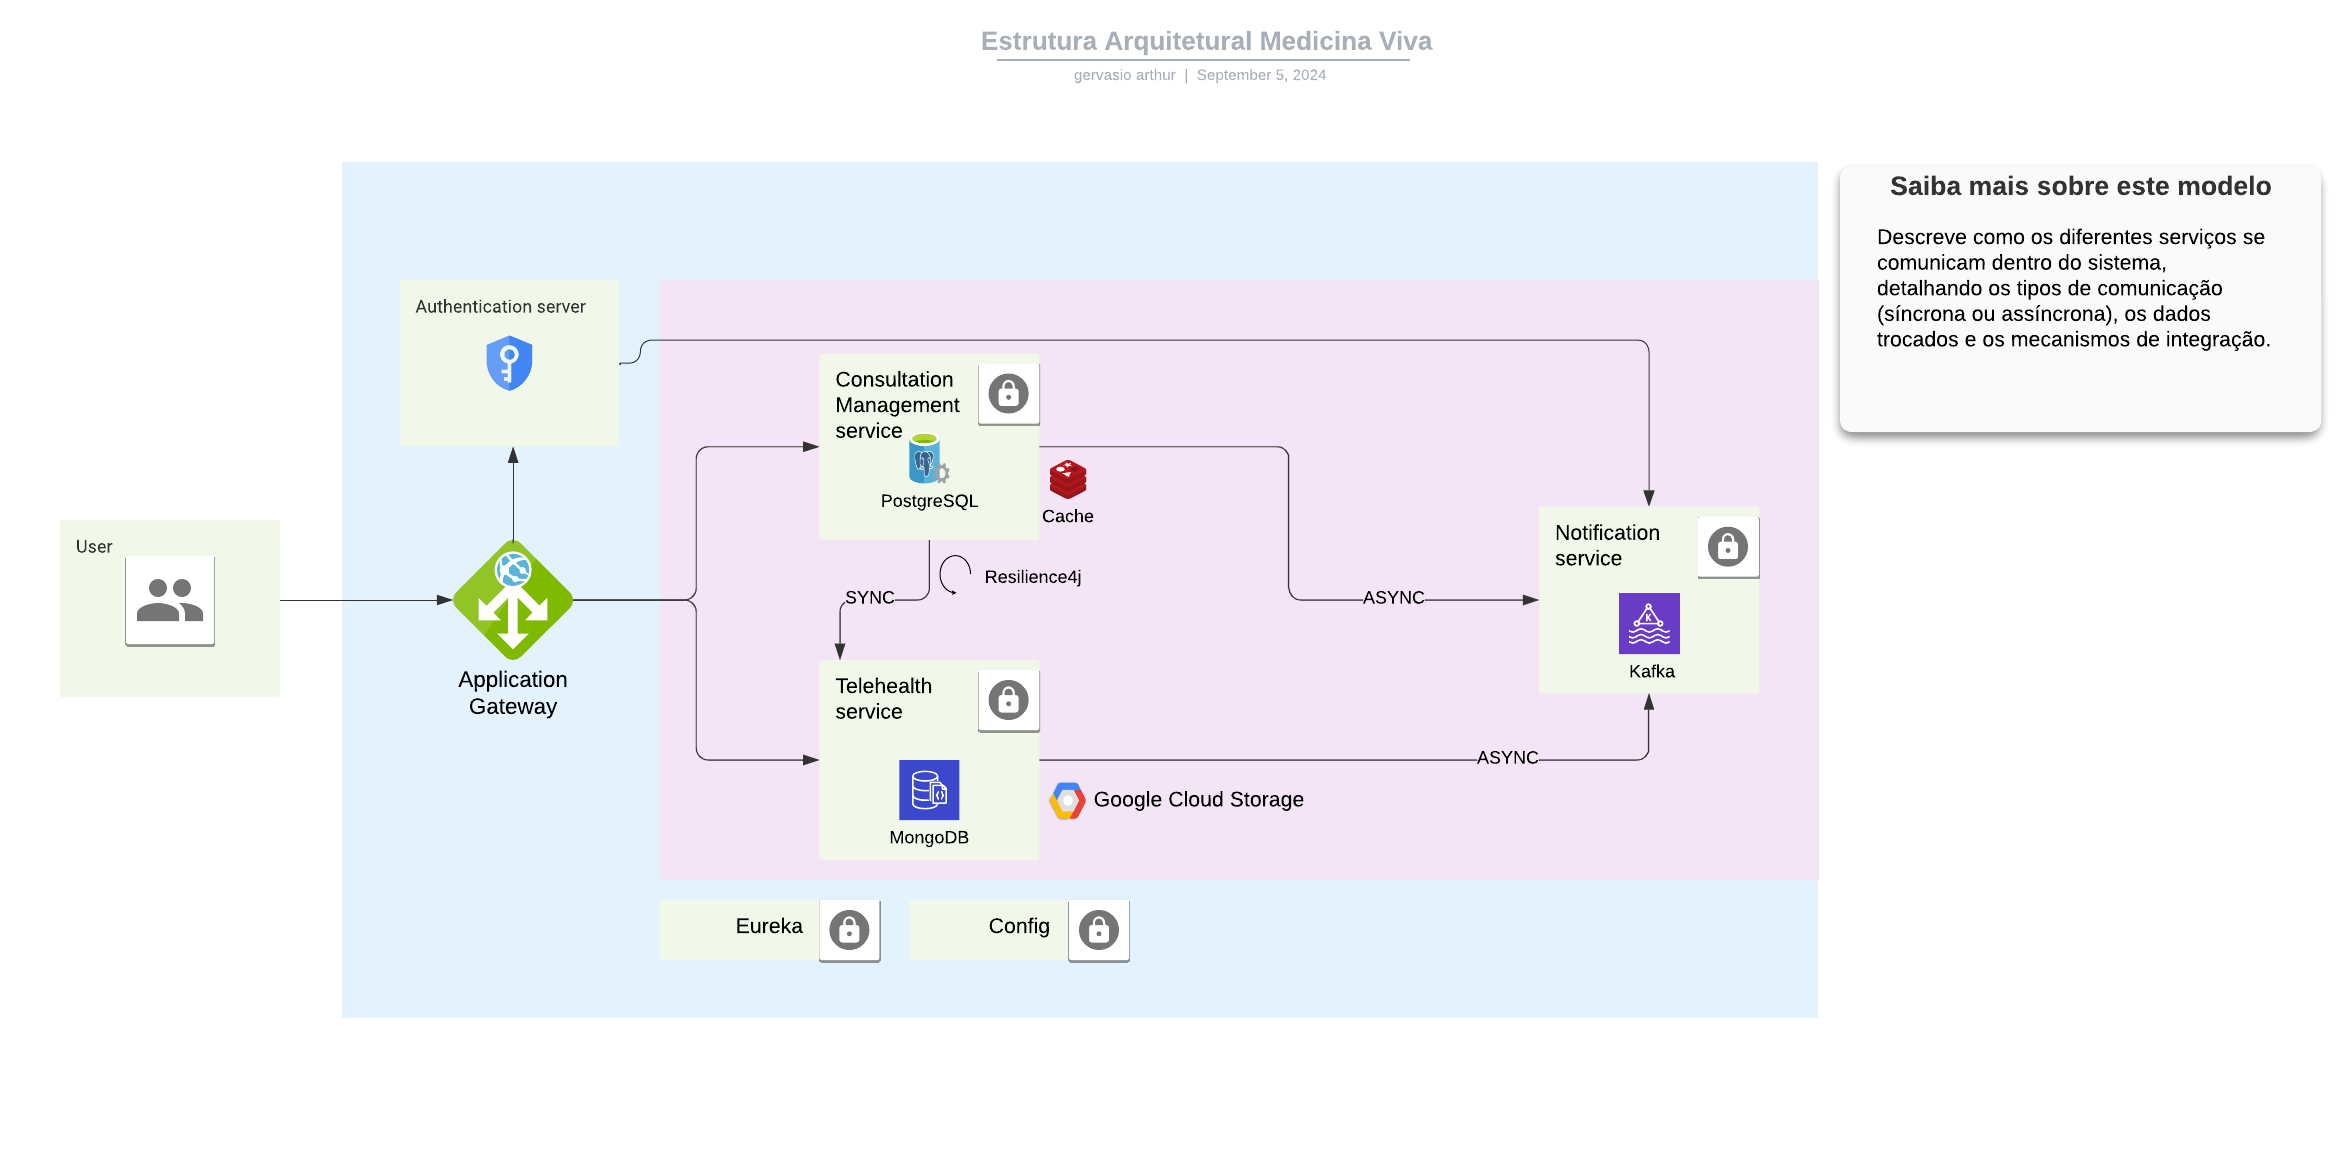 Estrutura Arquitetural Medicina Viva
gervasio arthur | September 5, 2024
Saiba mais sobre este modelo
Descreve como os diferentes serviços se
comunicam dentro do sistema,
detalhando os tipos de comunicação
(síncrona ou assíncrona), os dados
trocados e os mecanismos de integração.
Authentication server
User
Application
Gateway
Consultation
Management
service
PostgreSQL
Cache
Resilience4j
SYNC
ASYNC
Notification
service
K
Kafka
Telehealth
service
MongoDB
ASYNC
Google Cloud Storage
Eureka
Config